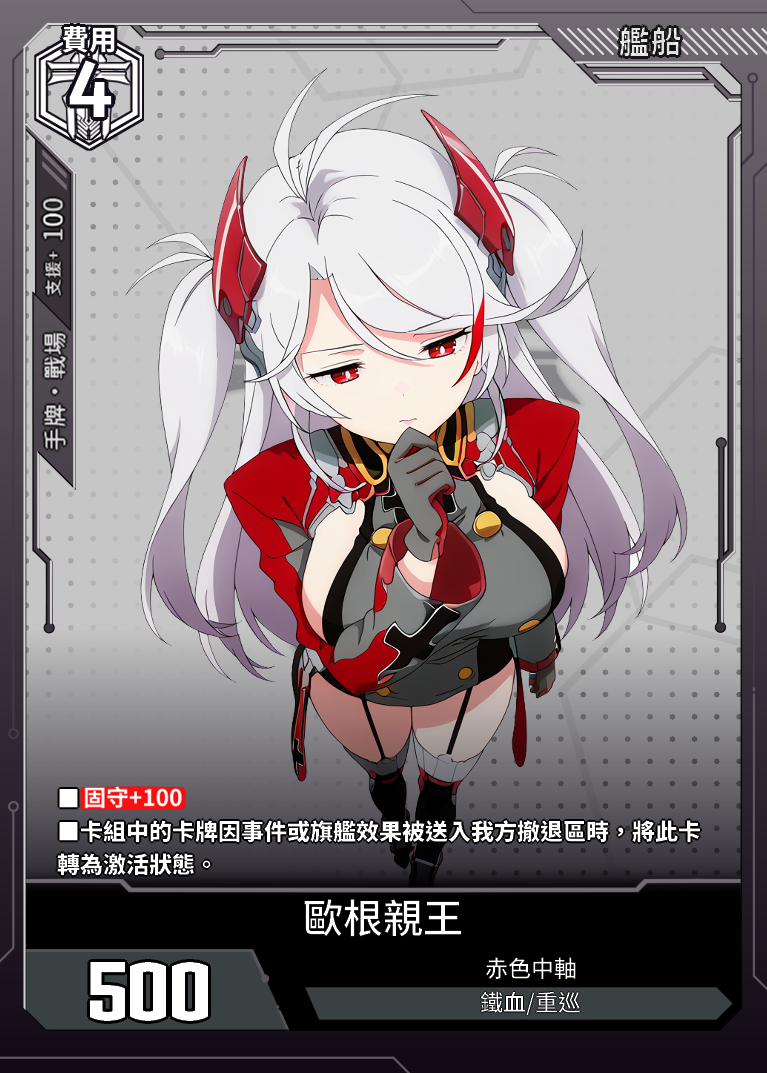 費用
4
艦船
支援+ 100
手牌・戰場
■固守+100
■卡組中的卡牌因事件或旗艦效果被送入我方撤退區時，將此卡
轉為激活狀態。
歐根親王
500
赤色中軸
鐵血/重巡